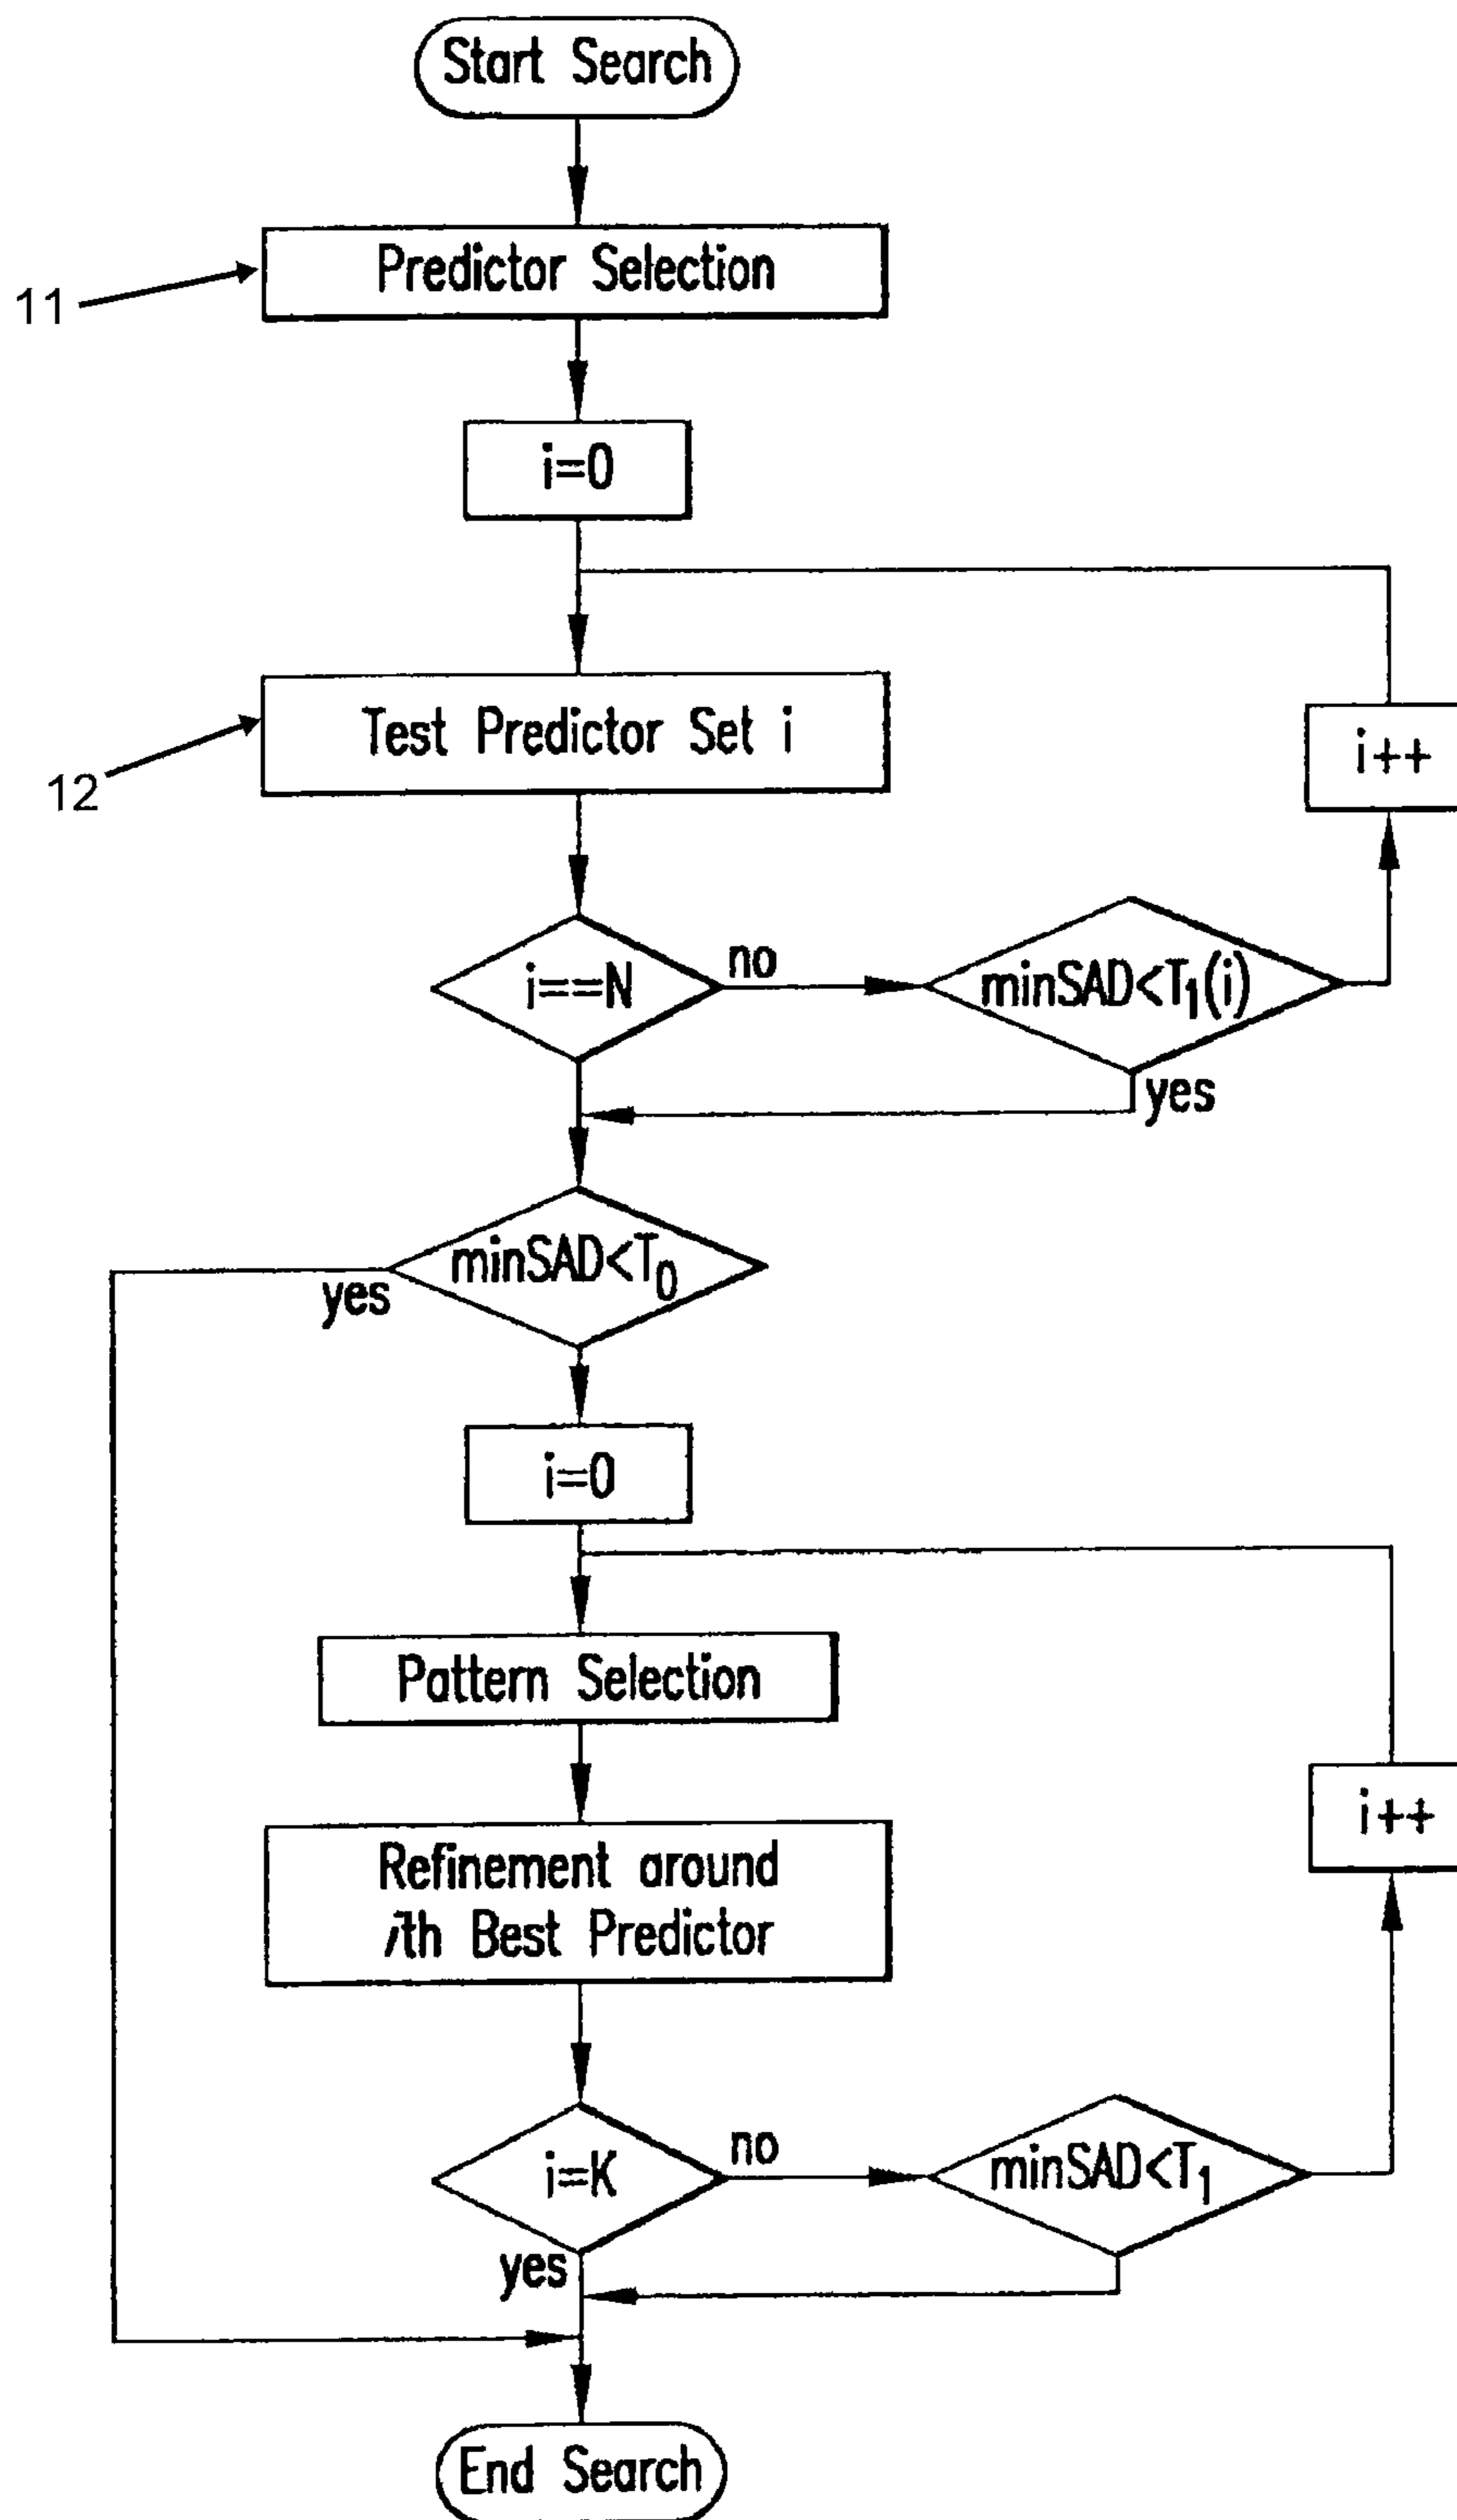 Start Search
Predictor Selection
11
i=0
Test Predictor Set i
12
i++
i==N
no
minSAD<T1(i)
yes
minSAD<T0
yes
i=0
Pattern Selection
i++
Refinement around
ith Best Predictor
i=K
no
minSAD<T1
yes
End Search